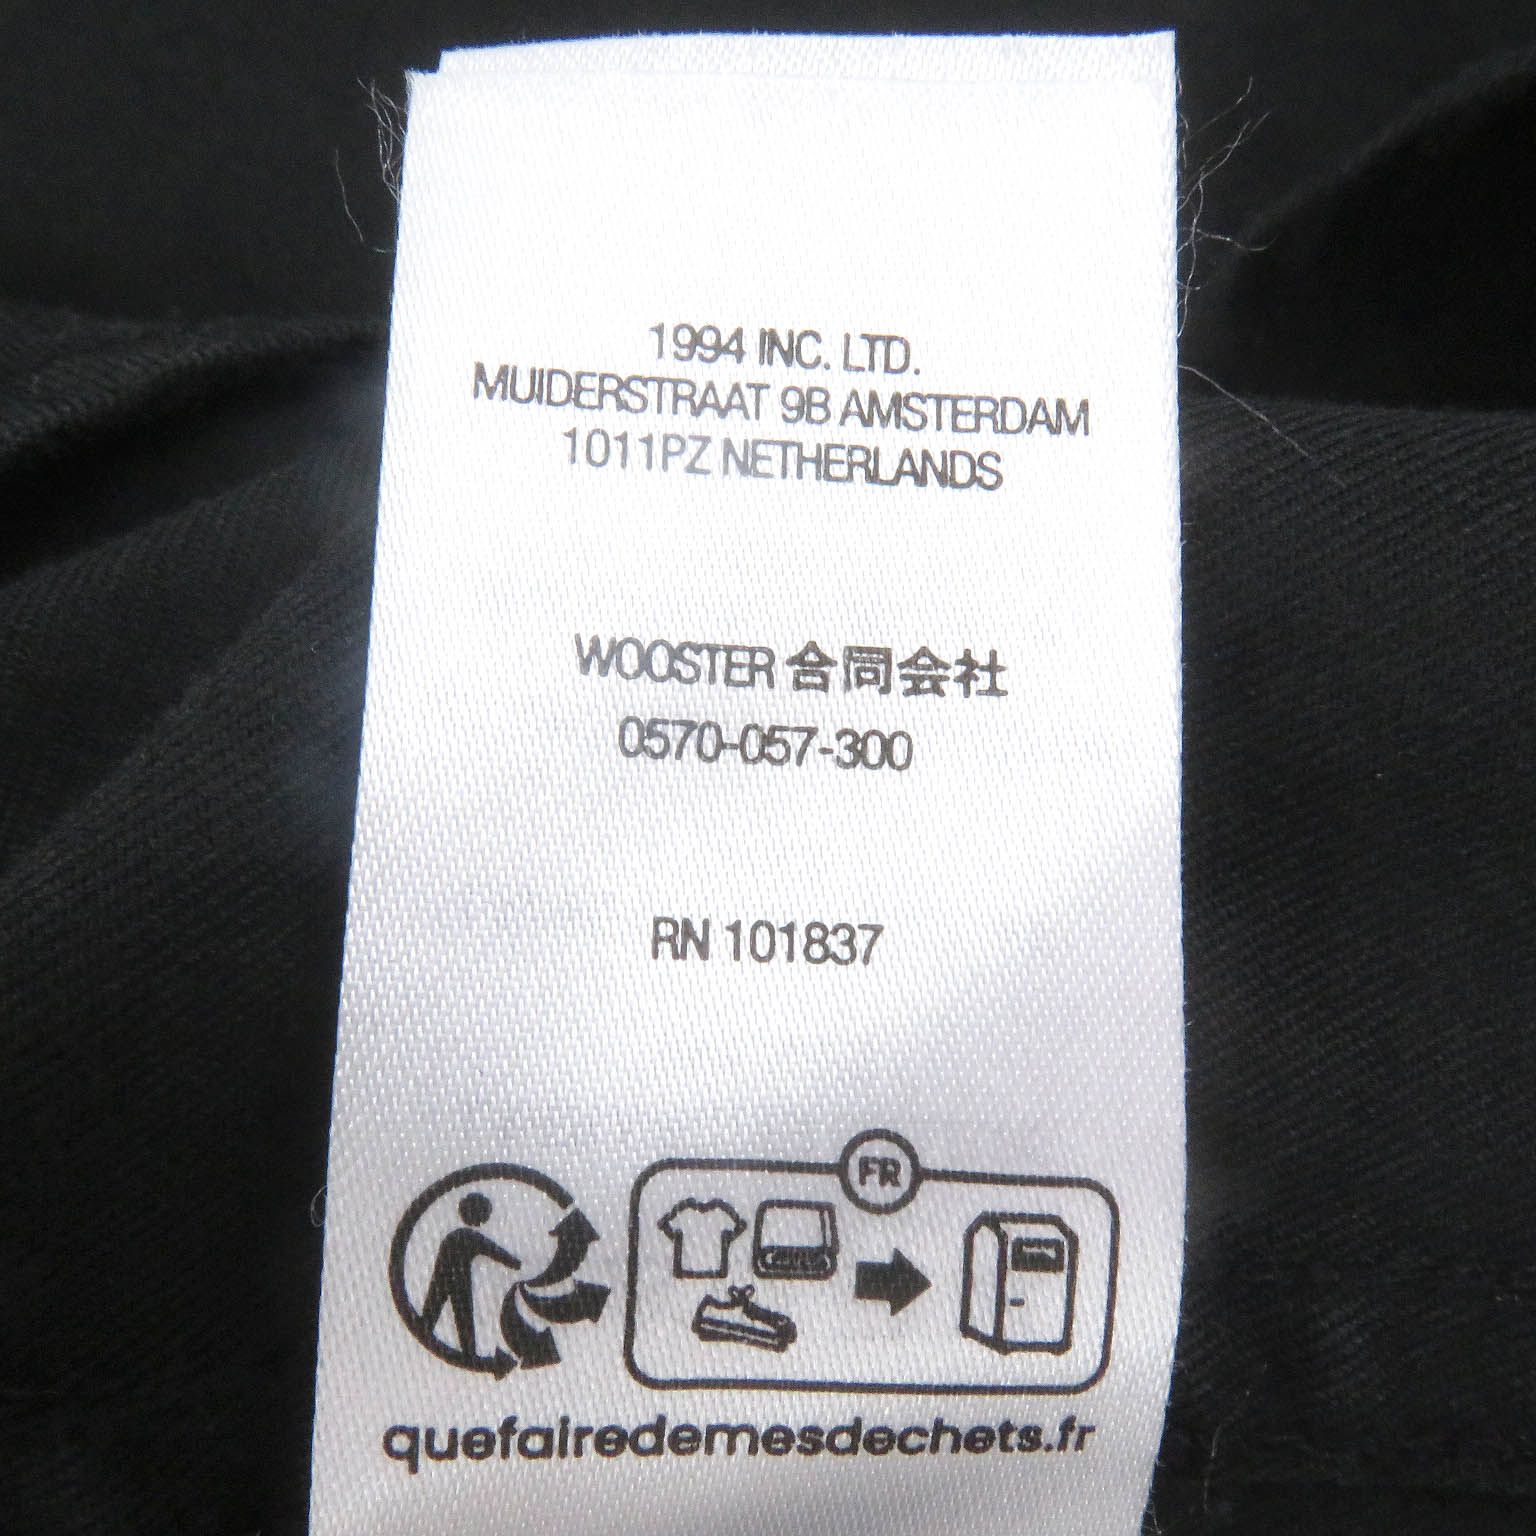 1994 INC. LTD.
MUIDERSTRAAT 9B AMSTERDAM
1011PZ NETHERLANDS
WOOSTER 合同会社
0570-057-300
RN 101837
FR
quefairedemesdechets.fr